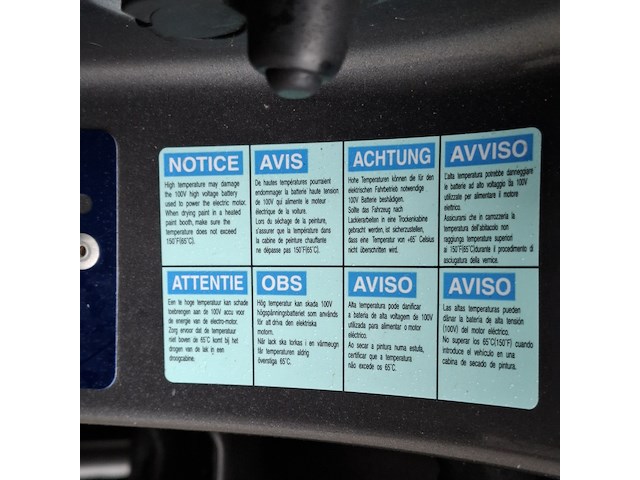 NOTICE
High temperature may damage
the 100V high voltage battery
used to power the electric motor.
When drying paint in a heated
paint booth, make sure the
temperature does not exceed
150°F(65°C).
AVIS
De hautes températures pourraient
endommager la batterie haute tension
de 100V qui alimente le moteur
électrique de la voiture.
Lors du séchage de la peinture,
s'assurer que la température dans
la cabine de peinture chauffante
ne dépasse pas 150°F(65°C).
ACHTUNG
Hohe Temperaturen können die für den
elektrischen Fahrbetrieb notwendige
100V Batterie beshädigen.
Sollte das Fahrzeug nach
Lackierarbeiten in eine Trockenkabine
gebracht werden, ist sicherzustellen,
dass eine Temperatur von +65° Celsius
nicht überschritten wird.
AVVISO
L'alta temperatura potrebbe danneggiare
le batterie ad alto voltaggio da 100V
utilizzate per alimentare il motore
elettrico.
Assicurarsi che in carrozzeria la
temperatura dell'abitacolo non
raggiunga temperature superiori
ai 150°F(65°C)durante il procedimento di
asciugatura della vernice.
ATTENTIE
Een te hoge temperatuur kan schade
toebrengen aan de 100V accu voor
de energie van de electro-motor.
Zorg ervoor dat de temperatuur
niet boven de 65°C komt bij het
drogen van de lak in een
droogcabine.
OBS
Hög temperatur kan skada 100V
högspänningsbatteriet som används
för att driva den elektriska
motorn.
När lack ska torkas i en värmeugn
får temperaturen aldrig
överstiga 65°C.
AVISO
Alta temperatura pode danificar
a bateria de alta voltagem de 100V
utilizada para alimentar o motor
eléctrico.
Ao secar a pintura numa estufa,
certificar que a temperatura
não excede os 65°C.
AVISO
Las altas temperaturas pueden
dañar la batería de alta tensión
(100V) del motor eléctrico.
No superar los 65°C(150°F) cuando
introduce el vehículo en una
cabina de secado de pintura.